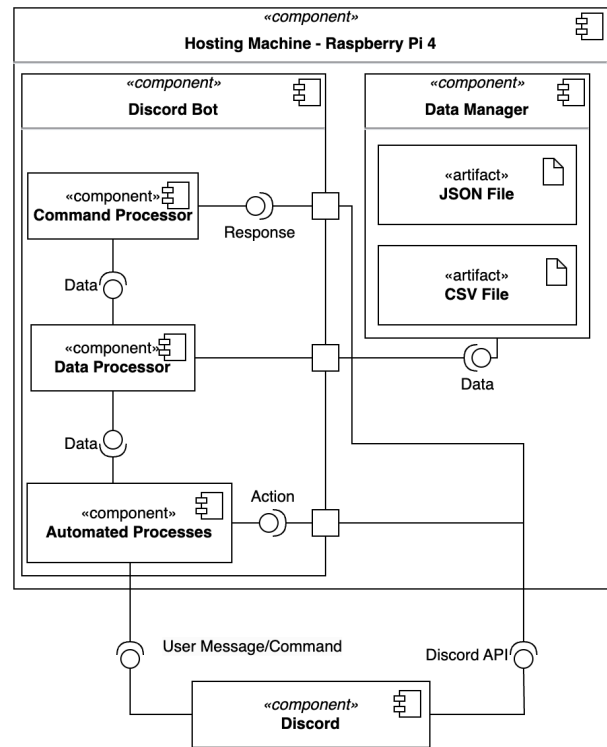 «component»
Hosting Machine - Raspberry Pi 4
«component»
Discord Bot
«component»
Data Manager
«component»
Command Processor
Response
«artifact»
JSON File
Data
«artifact»
CSV File
«component»
Data Processor
Data
Data
«component»
Automated Processes
Action
User Message/Command
Discord API
«component»
Discord